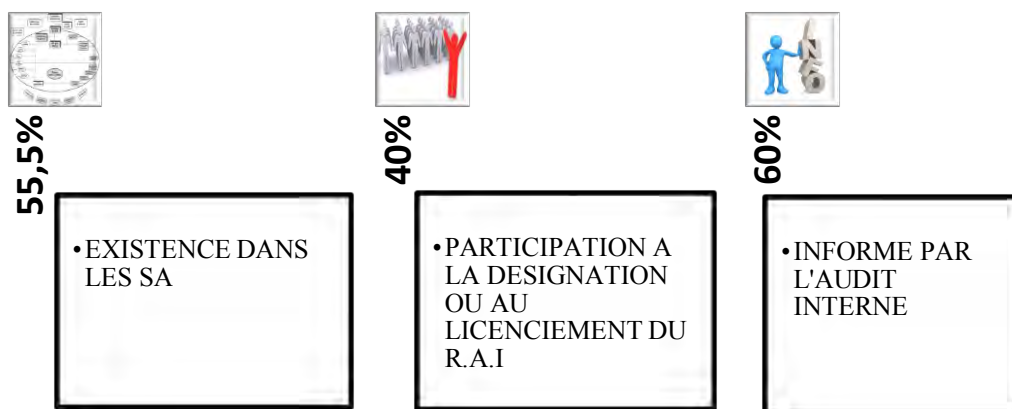 55,5%
•EXISTENCE DANS
LES SA
40%
•PARTICIPATION A
LA DESIGNATION
OU AU
LICENCIEMENT DU
R.A.I
60%
•INFORME PAR
L'AUDIT
INTERNE